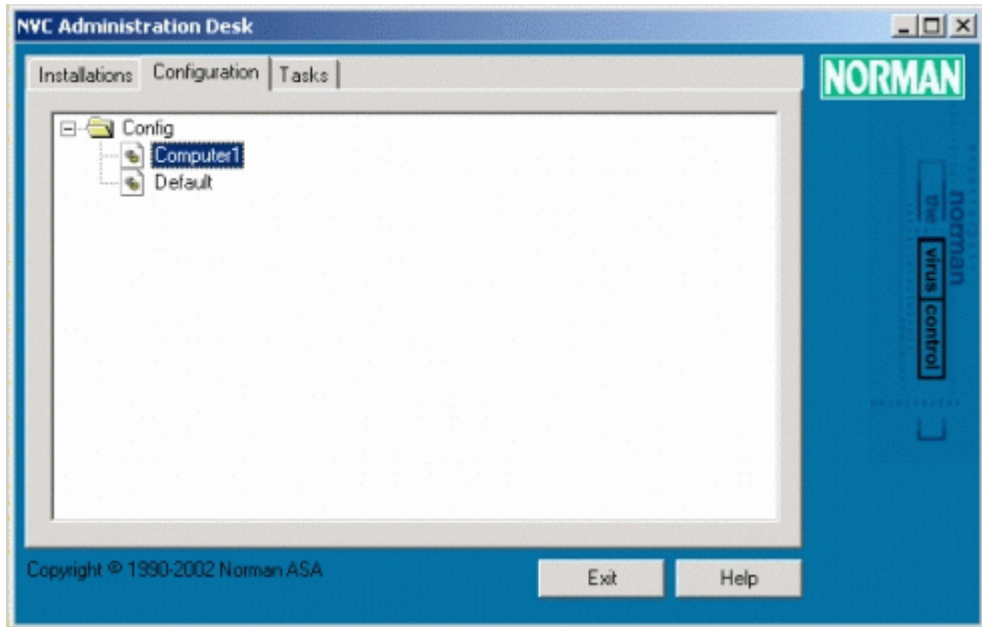 NVC Administration Desk
Installations Configuration Tasks
NORMAN
Config
Computer1
Default
norman
the virus control
Copyright © 1990-2002 Norman ASA
Exit Help